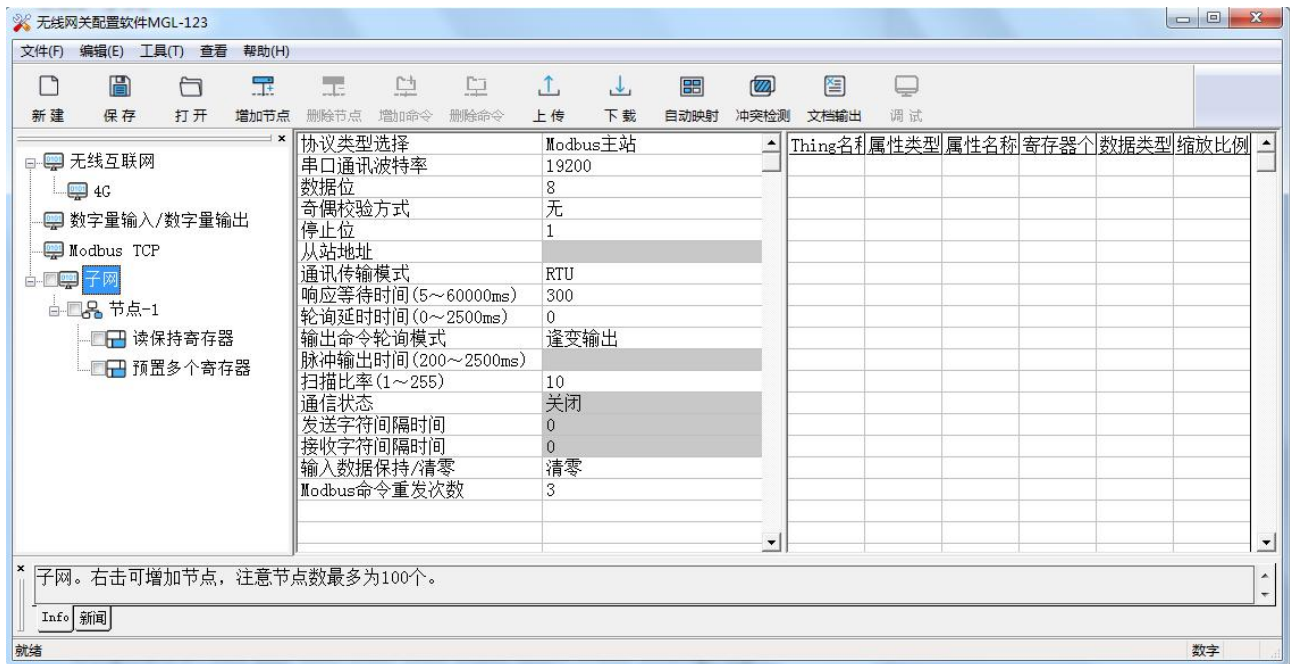 无线网关配置软件MGL-123
文件(F) 编辑(E) 工具(T) 查看 帮助(H)
新建 保存 打开 增加节点 删除节点 增加命令 删除命令 上传 下载 自动映射 冲突检测 文档输出 调试
无线互联网
4G
数字量输入/数字量输出
Modbus TCP
子网
节点-1
读保持寄存器
预置多个寄存器
协议类型选择 Modbus主站
串口通讯波特率 19200
数据位 8
奇偶校验方式 无
停止位 1
从站地址
通讯传输模式 RTU
响应等待时间(5~60000ms) 300
轮询延时时间(0~2500ms) 0
输出命令轮询模式 逢变输出
脉冲输出时间(200~2500ms)
扫描比率(1~255) 10
通信状态 关闭
发送字符间隔时间 0
接收字符间隔时间 0
输入数据保持/清零 清零
Modbus命令重发次数 3
Thing名 属性类型 属性名称 寄存器个 数据类型 缩放比例
子网。右击可增加节点，注意节点数最多为100个。
Info 新闻
就绪 数字